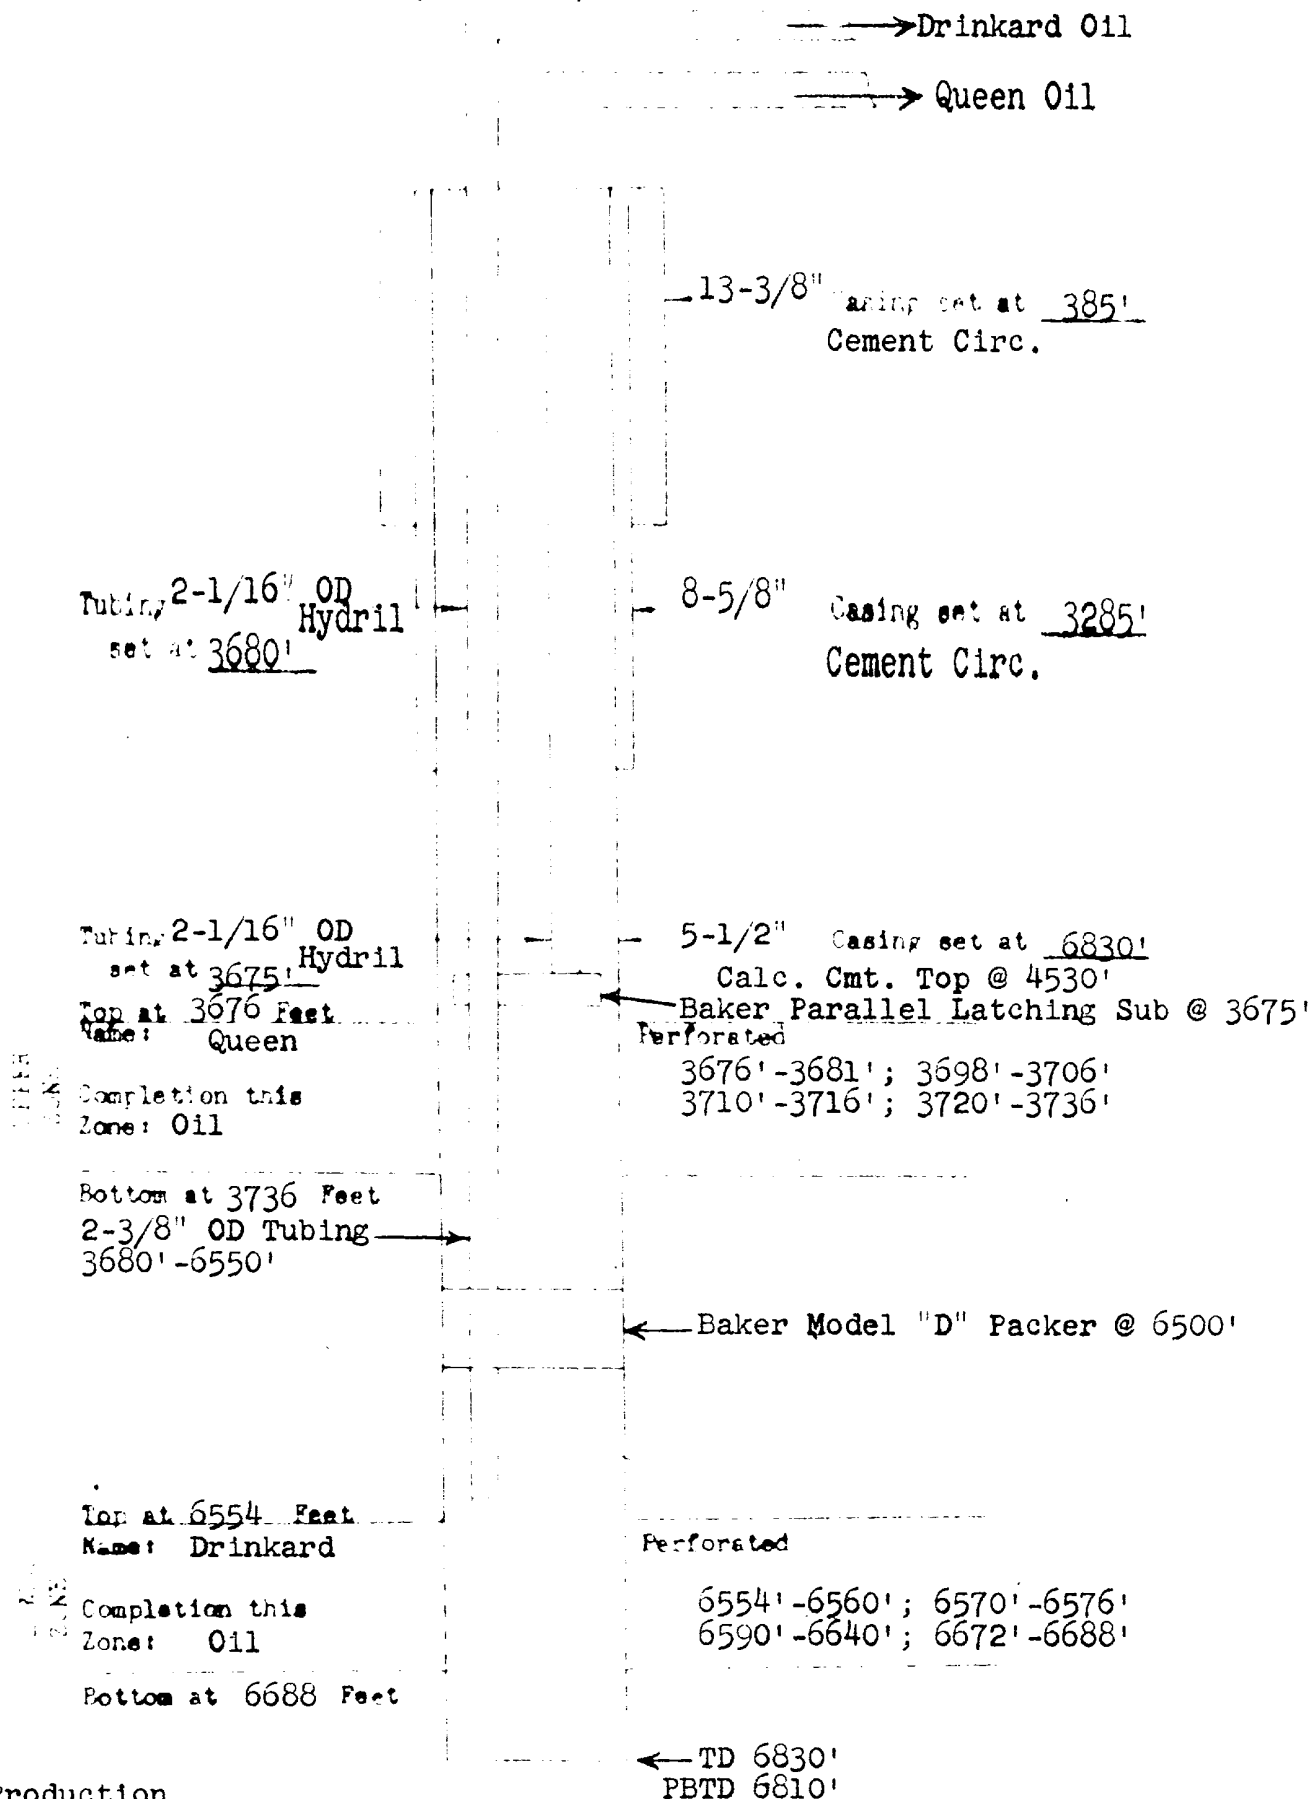 Drinkard Oil
Queen Oil
13-3/8" Casing set at 385'
Cement Circ.
Tubing 2-1/16" OD
Hydril
set at 3680'
8-5/8" Casing set at 3285'
Cement Circ.
Tubing 2-1/16" OD
Hydril
set at 3675'
5-1/2" Casing set at 6830'
Calc. Cmt. Top @ 4530'
Baker Parallel Latching Sub @ 3675'
Top at 3676 Feet
Name: Queen
Perforated
3676'-3681'; 3698'-3706'
3710'-3716'; 3720'-3736'
Completion this
Zone: Oil
Bottom at 3736 Feet
2-3/8" OD Tubing
3680'-6550'
Baker Model "D" Packer @ 6500'
Top at 6554 Feet
Name: Drinkard
Perforated
6554'-6560'; 6570'-6576'
6590'-6640'; 6672'-6688'
Completion this
Zone: Oil
Bottom at 6688 Feet
TD 6830'
PBTD 6810'
Production